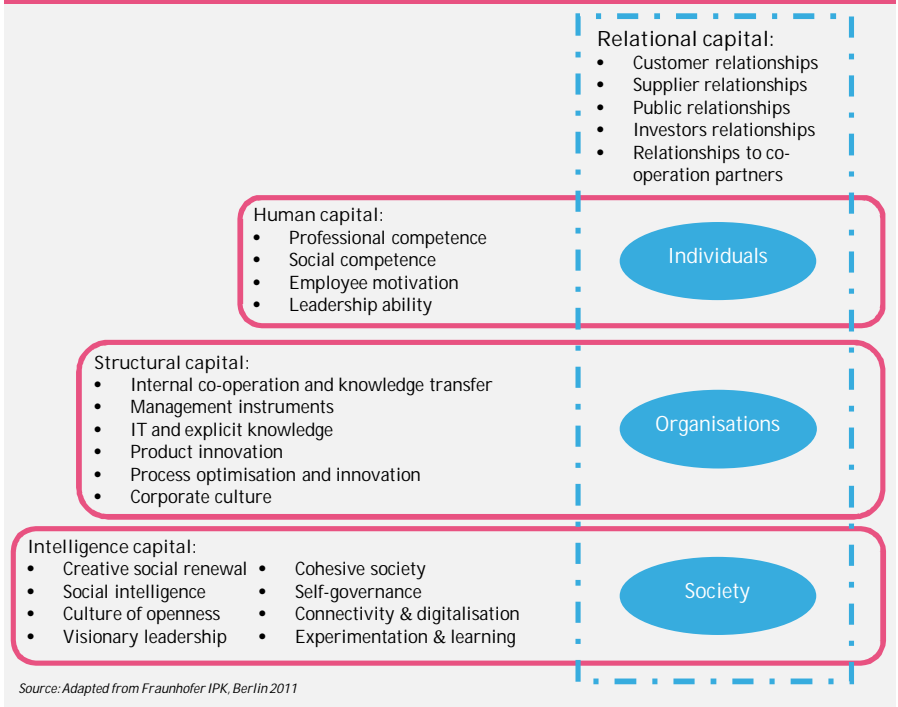 Relational capital:
• Customer relationships
• Supplier relationships
• Public relationships
• Investors relationships
• Relationships to co-
operation partners
Human capital:
• Professional competence
• Social competence
• Employee motivation
• Leadership ability
Individuals
Structural capital:
• Internal co-operation and knowledge transfer
• Management instruments
• IT and explicit knowledge
• Product innovation
• Process optimisation and innovation
• Corporate culture
Organisations
Intelligence capital:
• Creative social renewal
• Social intelligence
• Culture of openness
• Visionary leadership
• Cohesive society
• Self-governance
• Connectivity & digitalisation
• Experimentation & learning
Society
Source: Adapted from Fraunhofer IPK, Berlin 2011